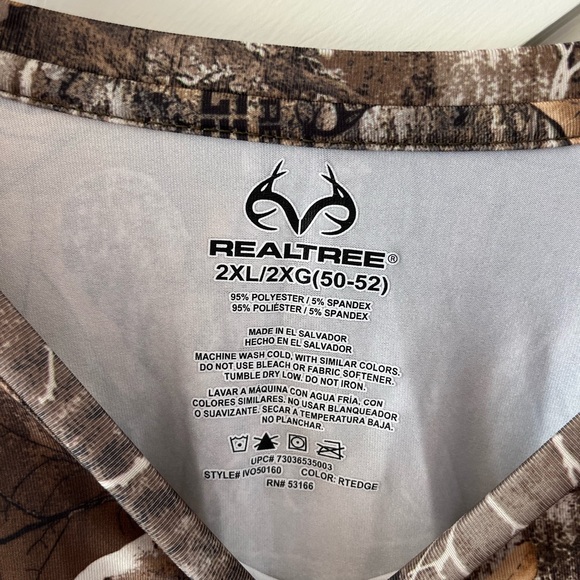 REALTREE®
2XL/2XG(50-52)
95% POLYESTER / 5% SPANDEX
95% POLIÉSTER / 5% SPANDEX
MADE IN EL SALVADOR
HECHO EN EL SALVADOR
MACHINE WASH COLD, WITH SIMILAR COLORS.
DO NOT USE BLEACH OR FABRIC SOFTENER.
TUMBLE DRY LOW. DO NOT IRON.
LAVAR A MÁQUINA CON AGUA FRÍA, CON
COLORES SIMILARES. NO USAR BLANQUEADOR
O SUAVIZANTE. SECAR A TEMPERATURA BAJA.
NO PLANCHAR.
UPC# 73036535003
STYLE# IVO50160 COLOR: RTEDGE
RN# 53166